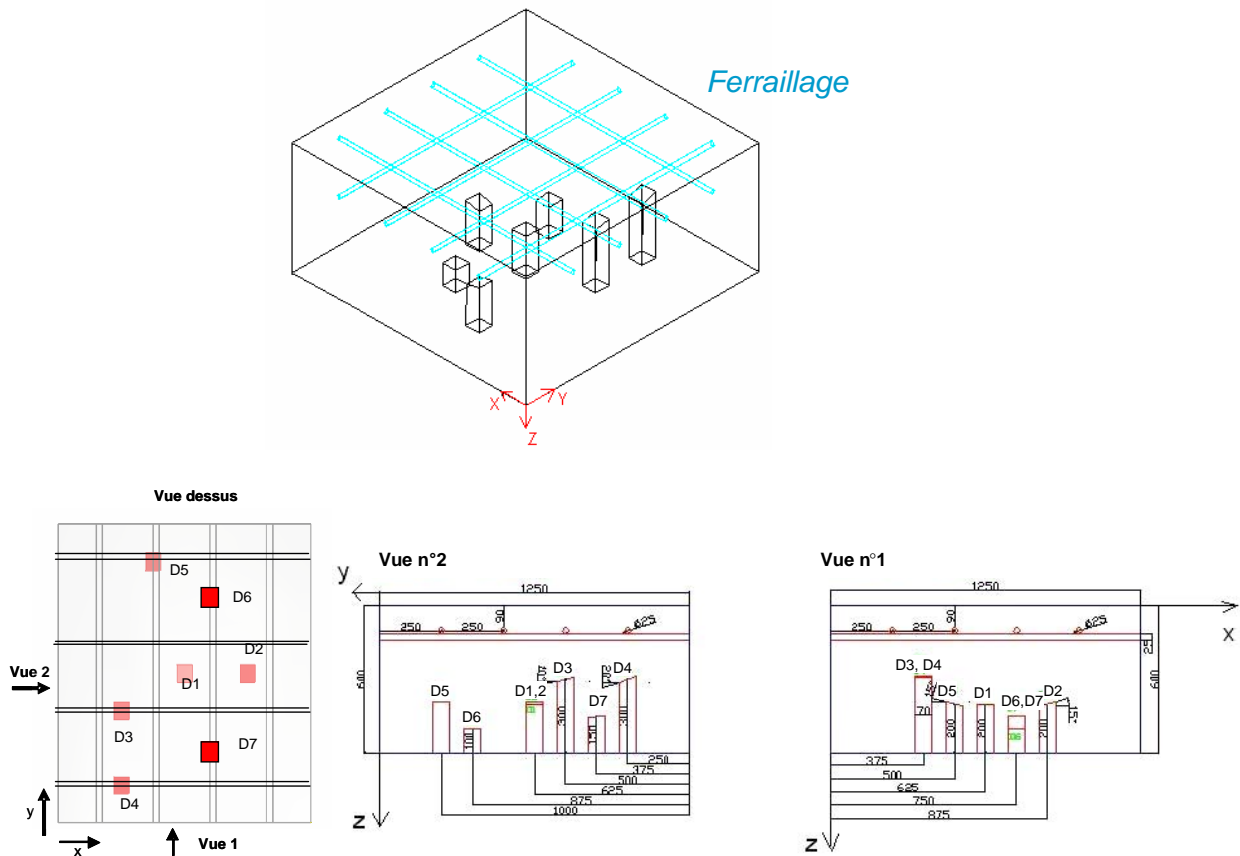 Ferraillage
X
Y
Z
Vue dessus
D5
D6
D2
D1
Vue 2
D3
D7
D4
y
x
Vue 1
Vue n°2
y
1250
250
250
90
Ø25
600
D3
D4
D5
D1,2
D7
D6
100
300
150
300
250
375
500
625
875
1000
z
Vue n°1
1250
x
250
250
90
Ø25
25
600
D3, D4
D5
D1
D6,D7
D2
70
200
200
200
15°
375
500
625
750
875
z